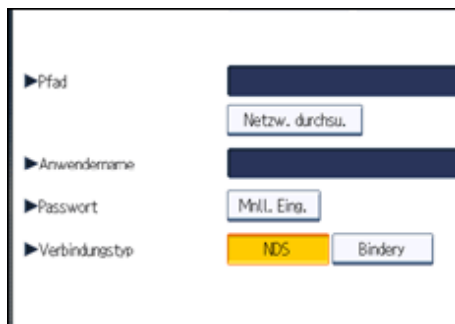 ▶Pfad
Netzw. durchsu.
▶Anwendername
▶Passwort Mnll. Eing.
▶Verbindungstyp NDS Bindery